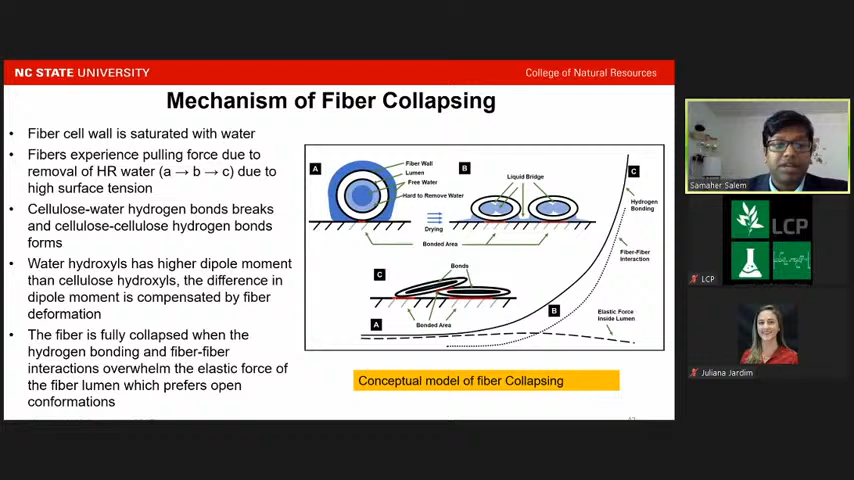 NC STATE UNIVERSITY
College of Natural Resources
Mechanism of Fiber Collapsing
• Fiber cell wall is saturated with water
• Fibers experience pulling force due to
removal of HR water (a → b → c) due to
high surface tension
• Cellulose-water hydrogen bonds breaks
and cellulose-cellulose hydrogen bonds
forms
• Water hydroxyls has higher dipole moment
than cellulose hydroxyls, the difference in
dipole moment is compensated by fiber
deformation
• The fiber is fully collapsed when the
hydrogen bonding and fiber-fiber
interactions overwhelm the elastic force of
the fiber lumen which prefers open
conformations
A
Fiber Wall
Lumen
Free Water
Hard to Remove Water
B
Liquid Bridge
Drying
Bonded Area
C
Hydrogen
Bonding
Fiber-Fiber
Interaction
C
Bonds
Bonded Area
A
B
Elastic Force
Inside Lumen
Conceptual model of fiber Collapsing
Samaher Salem
LCP
LCP
Juliana Jardim